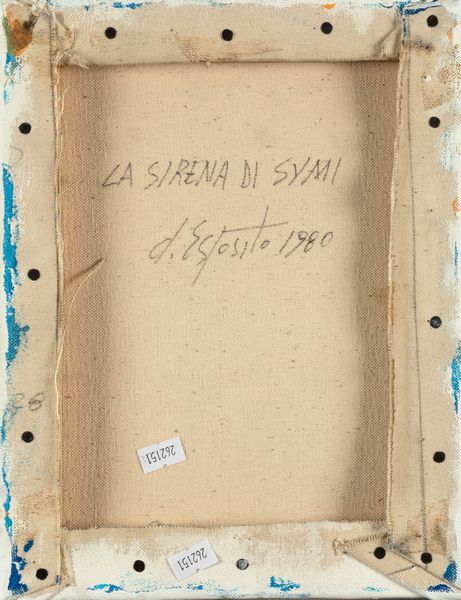 LA SIRENA DI SYMI
d. Esposito 1980
262151
262151